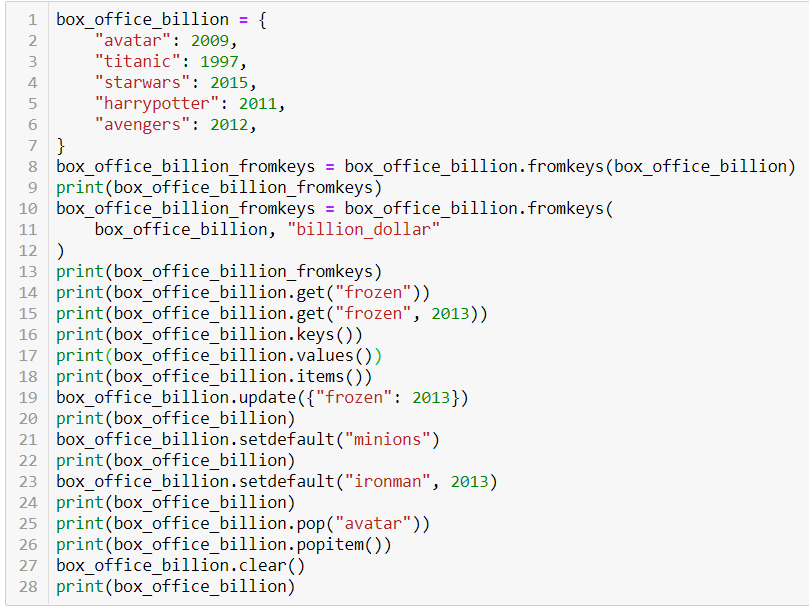 1 box_office_billion = {
2     "avatar": 2009,
3     "titanic": 1997,
4     "starwars": 2015,
5     "harrypotter": 2011,
6     "avengers": 2012,
7 }
8 box_office_billion_fromkeys = box_office_billion.fromkeys(box_office_billion)
9 print(box_office_billion_fromkeys)
10 box_office_billion_fromkeys = box_office_billion.fromkeys(
11     box_office_billion, "billion_dollar"
12 )
13 print(box_office_billion_fromkeys)
14 print(box_office_billion.get("frozen"))
15 print(box_office_billion.get("frozen", 2013))
16 print(box_office_billion.keys())
17 print(box_office_billion.values())
18 print(box_office_billion.items())
19 box_office_billion.update({"frozen": 2013})
20 print(box_office_billion)
21 box_office_billion.setdefault("minions")
22 print(box_office_billion)
23 box_office_billion.setdefault("ironman", 2013)
24 print(box_office_billion)
25 print(box_office_billion.pop("avatar"))
26 print(box_office_billion.popitem())
27 box_office_billion.clear()
28 print(box_office_billion)